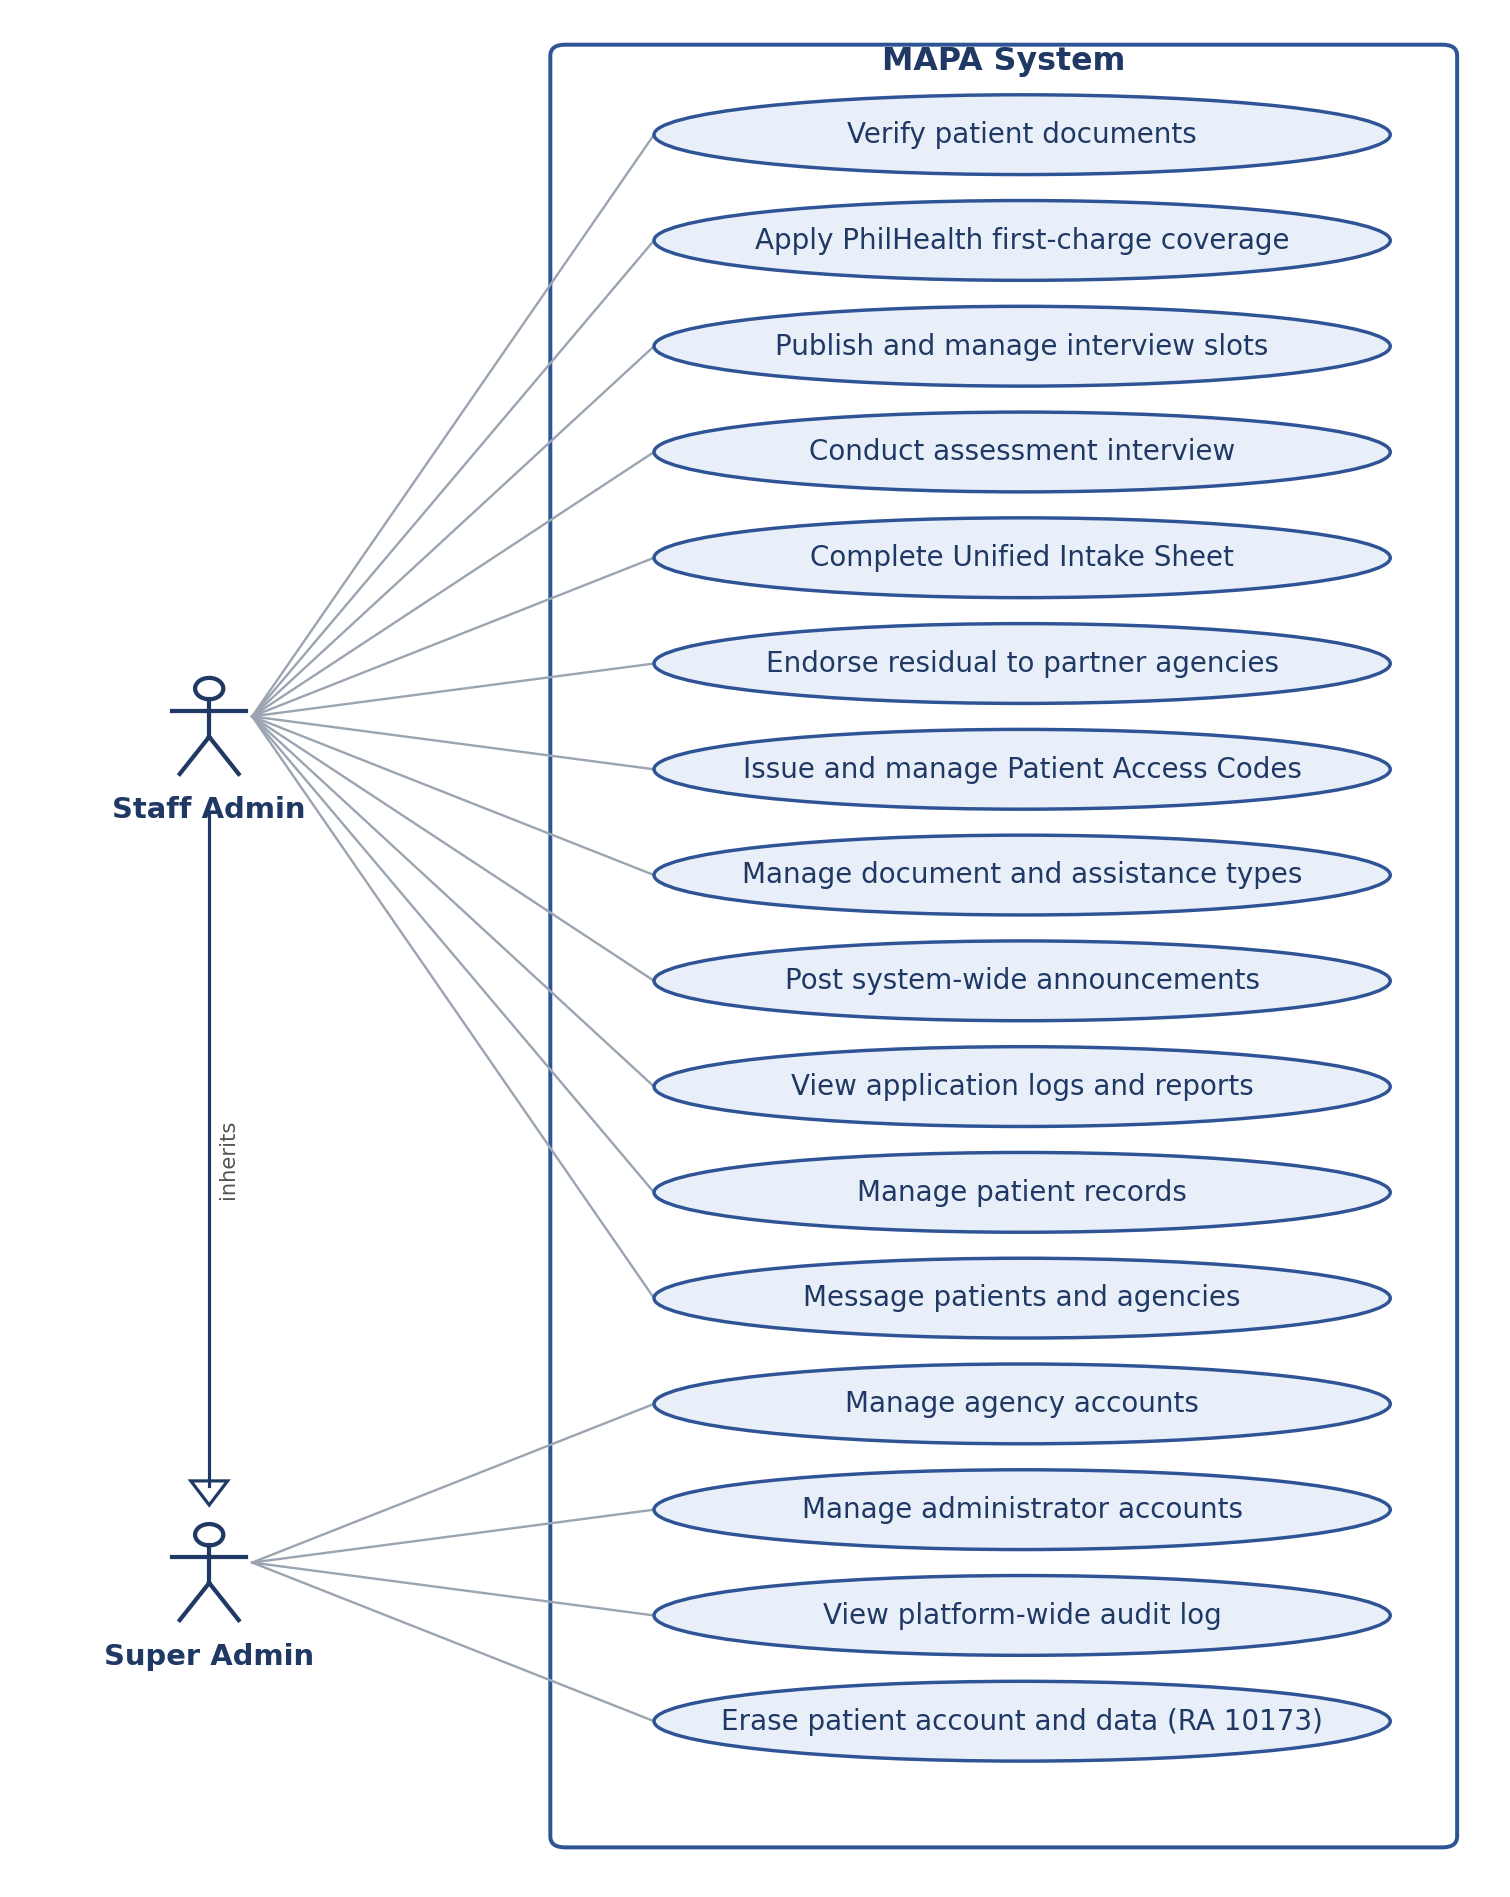 MAPA System
Verify patient documents
Apply PhilHealth first-charge coverage
Publish and manage interview slots
Conduct assessment interview
Complete Unified Intake Sheet
Endorse residual to partner agencies
Issue and manage Patient Access Codes
Staff Admin
Manage document and assistance types
Post system-wide announcements
View application logs and reports
inherits
Manage patient records
Message patients and agencies
Manage agency accounts
Manage administrator accounts
View platform-wide audit log
Super Admin
Erase patient account and data (RA 10173)